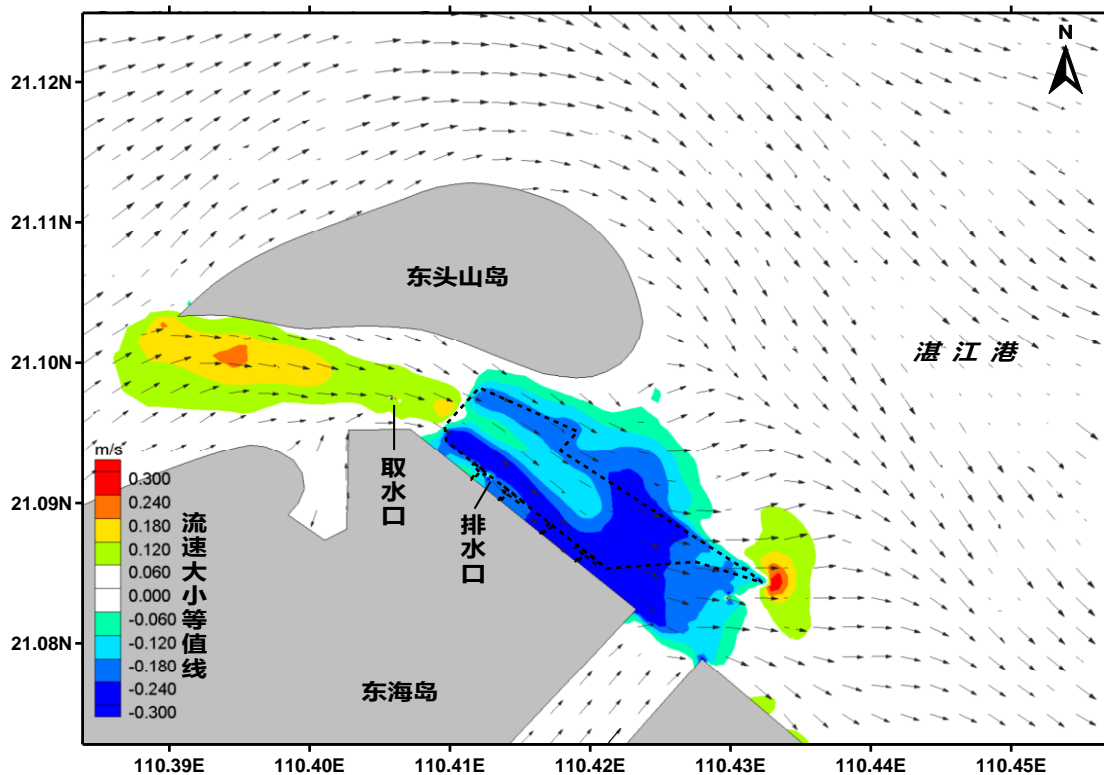 N
21.12N
21.11N
21.10N
21.09N
21.08N
东头山岛
湛江港
取水口
排水口
东海岛
m/s
0.300
0.240
0.180
0.120
0.060
0.000
-0.060
-0.120
-0.180
-0.240
-0.300
流速大小等值线
110.39E
110.40E
110.41E
110.42E
110.43E
110.44E
110.45E